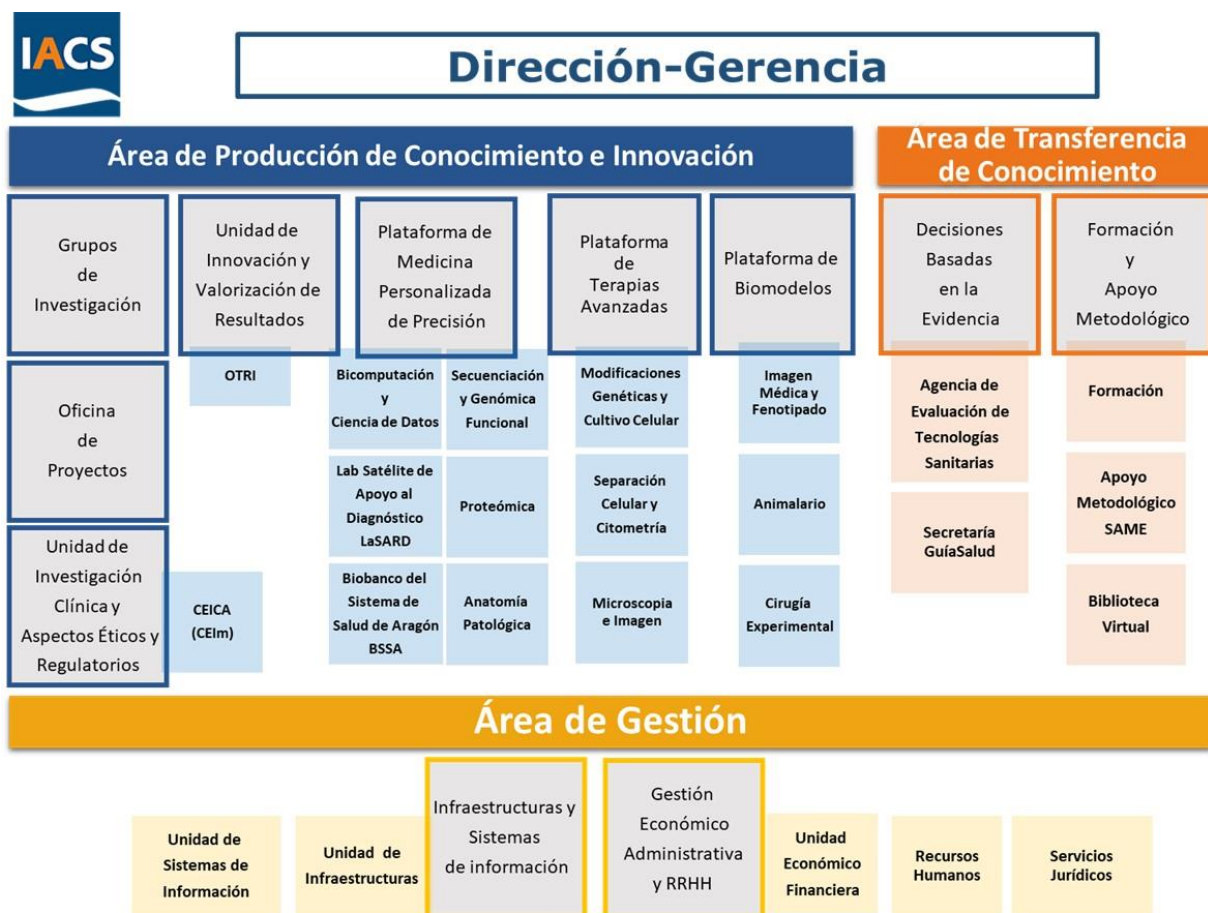 IACS
Dirección-Gerencia
Área de Producción de Conocimiento e Innovación
Área de Transferencia
de Conocimiento
Grupos
de
Investigación
Unidad de
Innovación y
Valorización de
Resultados
Plataforma de
Medicina
Personalizada
de Precisión
Plataforma
de
Terapias
Avanzadas
Plataforma de
Biomodelos
Decisiones
Basadas
en la
Evidencia
Formación
y
Apoyo
Metodológico
Oficina
de
Proyectos
Unidad de
Investigación
Clínica y
Aspectos Éticos y
Regulatorios
OTRI
CEICA
(CEIm)
Bicomputación
y
Ciencia de Datos
Secuenciación
y Genómica
Funcional
Lab Satélite de
Apoyo al
Diagnóstico
LaSARD
Proteómica
Biobanco del
Sistema de
Salud de Aragón
BSSA
Anatomía
Patológica
Modificaciones
Genéticas y
Cultivo Celular
Separación
Celular y
Citometría
Microscopia
e Imagen
Imagen
Médica y
Fenotipado
Animalario
Cirugía
Experimental
Agencia de
Evaluación de
Tecnologías
Sanitarias
Secretaría
GuíaSalud
Formación
Apoyo
Metodológico
SAME
Biblioteca
Virtual
Área de Gestión
Unidad de
Sistemas de
Información
Unidad de
Infraestructuras
Infraestructuras y
Sistemas
de información
Gestión
Económico
Administrativa
y RRHH
Unidad
Económico
Financiera
Recursos
Humanos
Servicios
Jurídicos